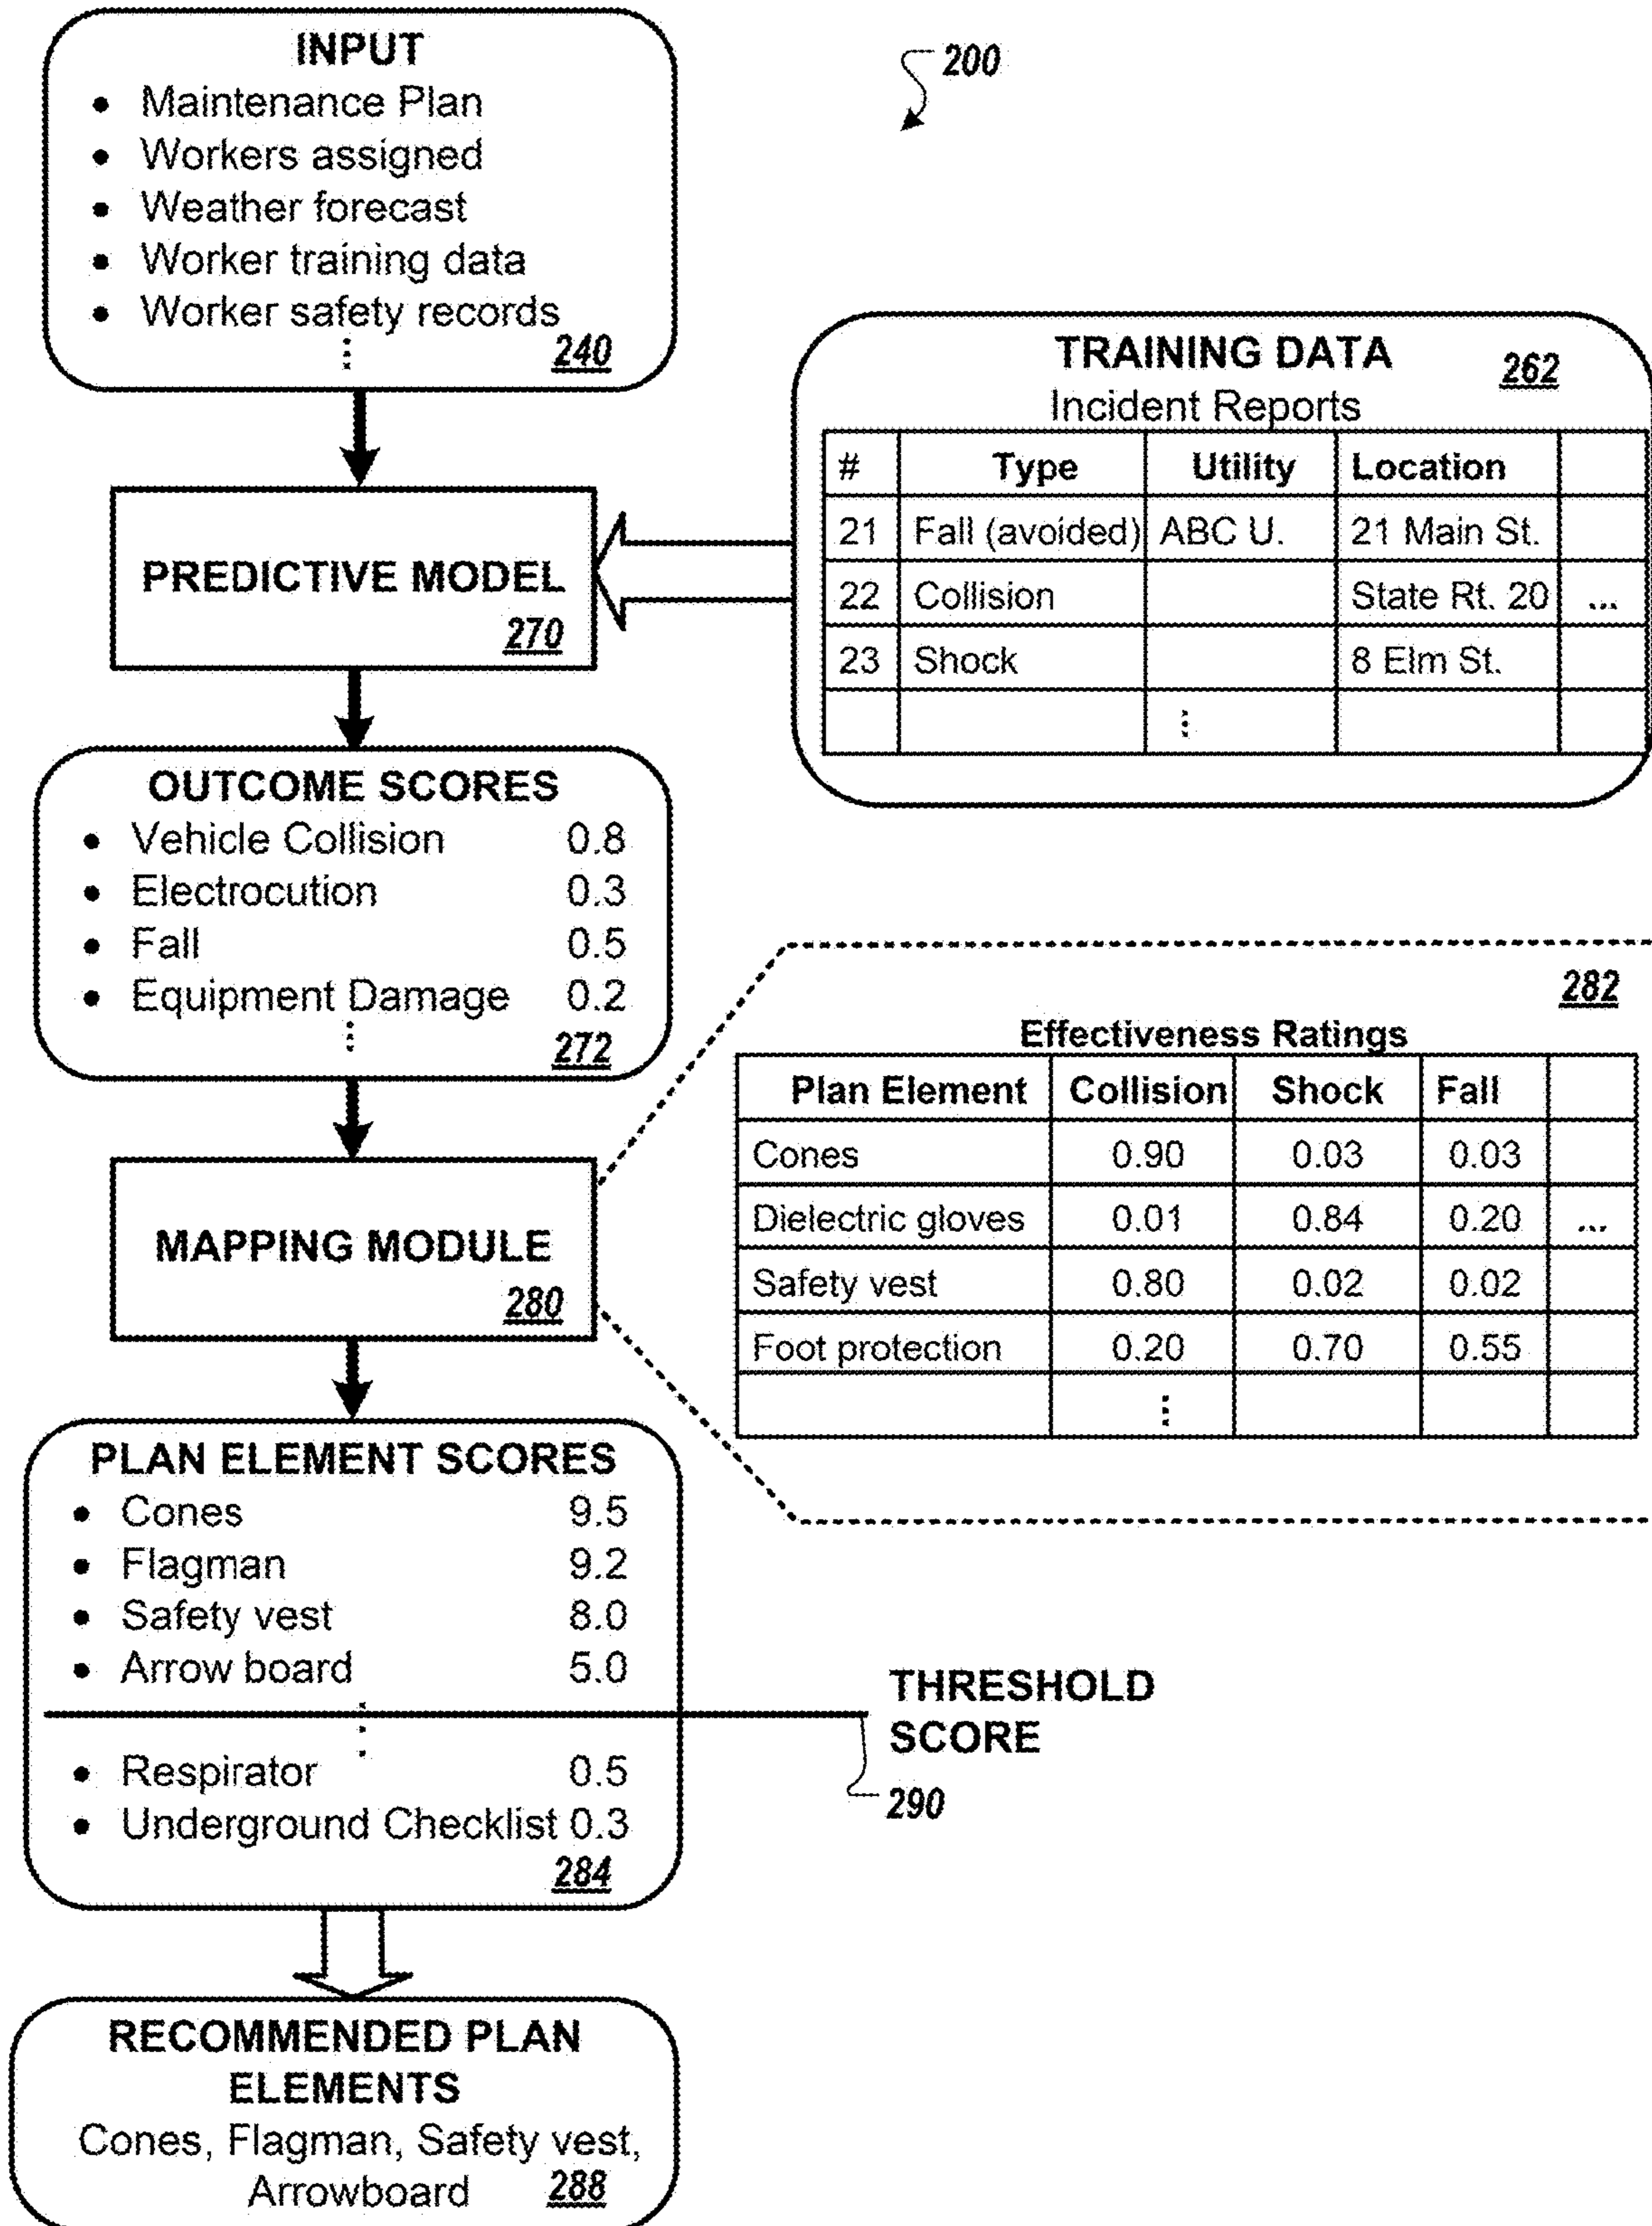 INPUT
• Maintenance Plan
• Workers assigned
• Weather forecast
• Worker training data
• Worker safety records
⋮ 240
200
TRAINING DATA 262
Incident Reports
# Type Utility Location
21 Fall (avoided) ABC U. 21 Main St.
22 Collision State Rt. 20 ...
23 Shock 8 Elm St.
⋮
PREDICTIVE MODEL
270
OUTCOME SCORES
• Vehicle Collision 0.8
• Electrocution 0.3
• Fall 0.5
• Equipment Damage 0.2
⋮ 272
282
Effectiveness Ratings
Plan Element Collision Shock Fall
Cones 0.90 0.03 0.03
Dielectric gloves 0.01 0.84 0.20 ...
Safety vest 0.80 0.02 0.02
Foot protection 0.20 0.70 0.55
⋮
MAPPING MODULE
280
PLAN ELEMENT SCORES
• Cones 9.5
• Flagman 9.2
• Safety vest 8.0
• Arrow board 5.0
⋮
• Respirator 0.5
• Underground Checklist 0.3
284
THRESHOLD
SCORE
290
RECOMMENDED PLAN
ELEMENTS
Cones, Flagman, Safety vest,
Arrowboard 288